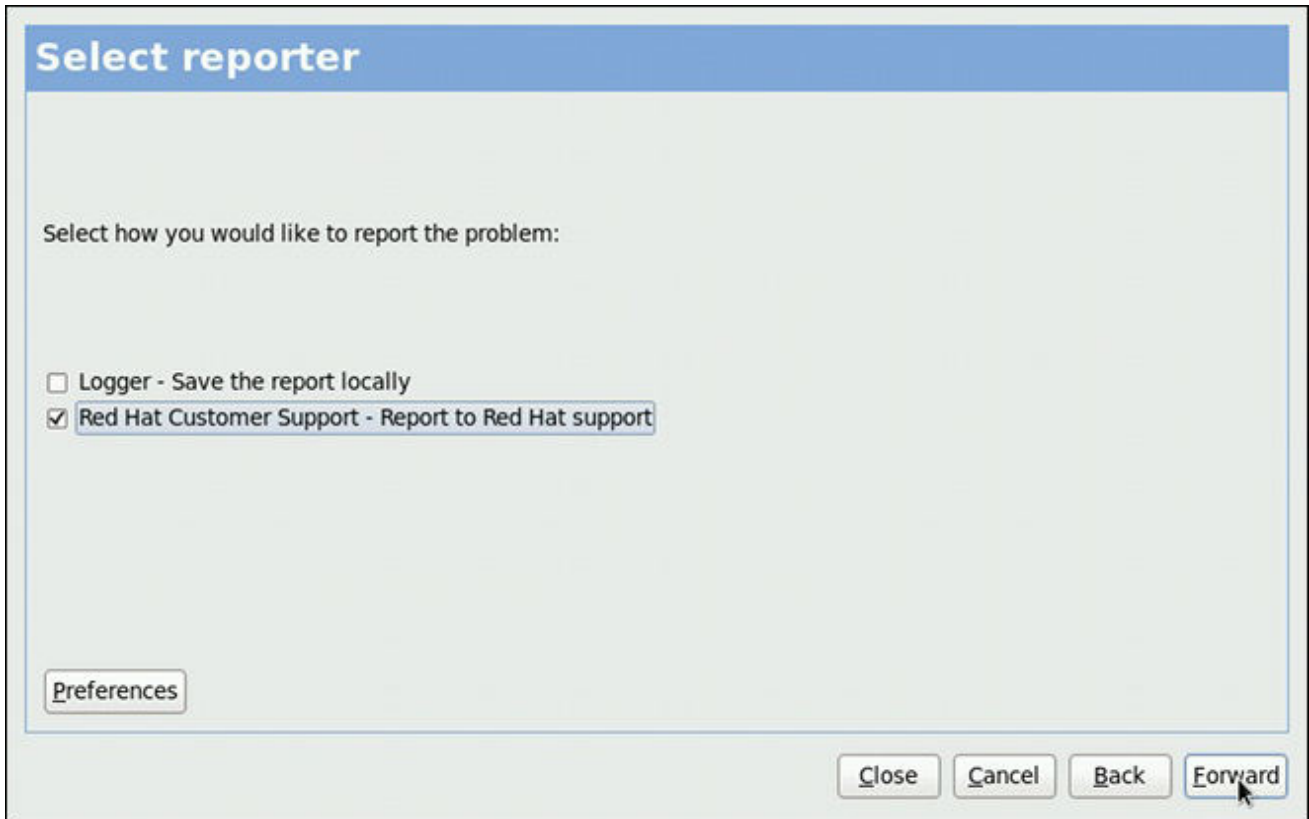 Select reporter
Select how you would like to report the problem:
Logger - Save the report locally
Red Hat Customer Support - Report to Red Hat support
Preferences
Close Cancel Back Forward